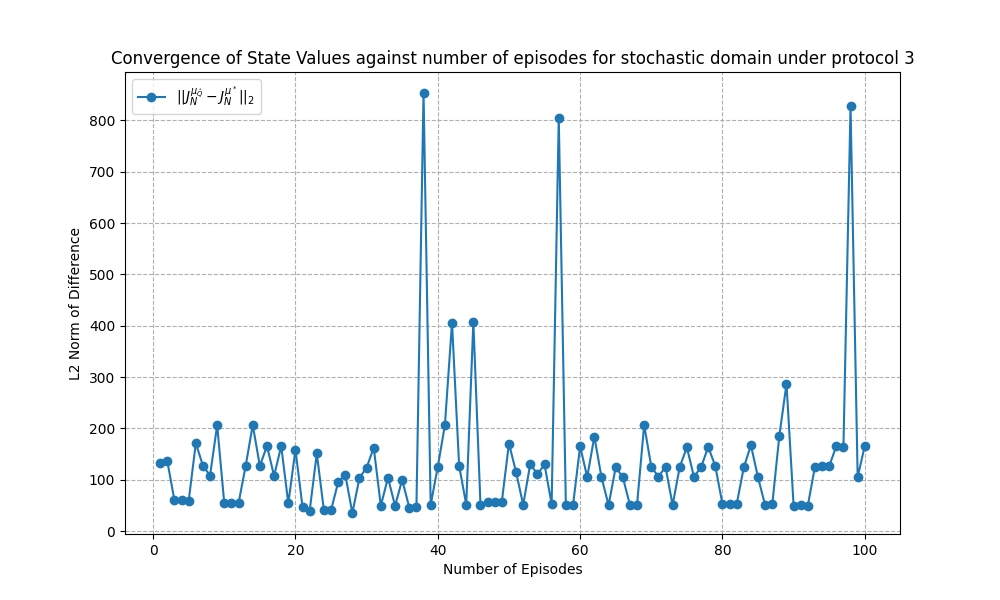 Convergence of State Values against number of episodes for stochastic domain under protocol 3
||J_N^{μ_Q̂} − J_N^{μ*}||_2
800
700
600
500
400
300
200
100
0
L2 Norm of Difference
0 20 40 60 80 100
Number of Episodes